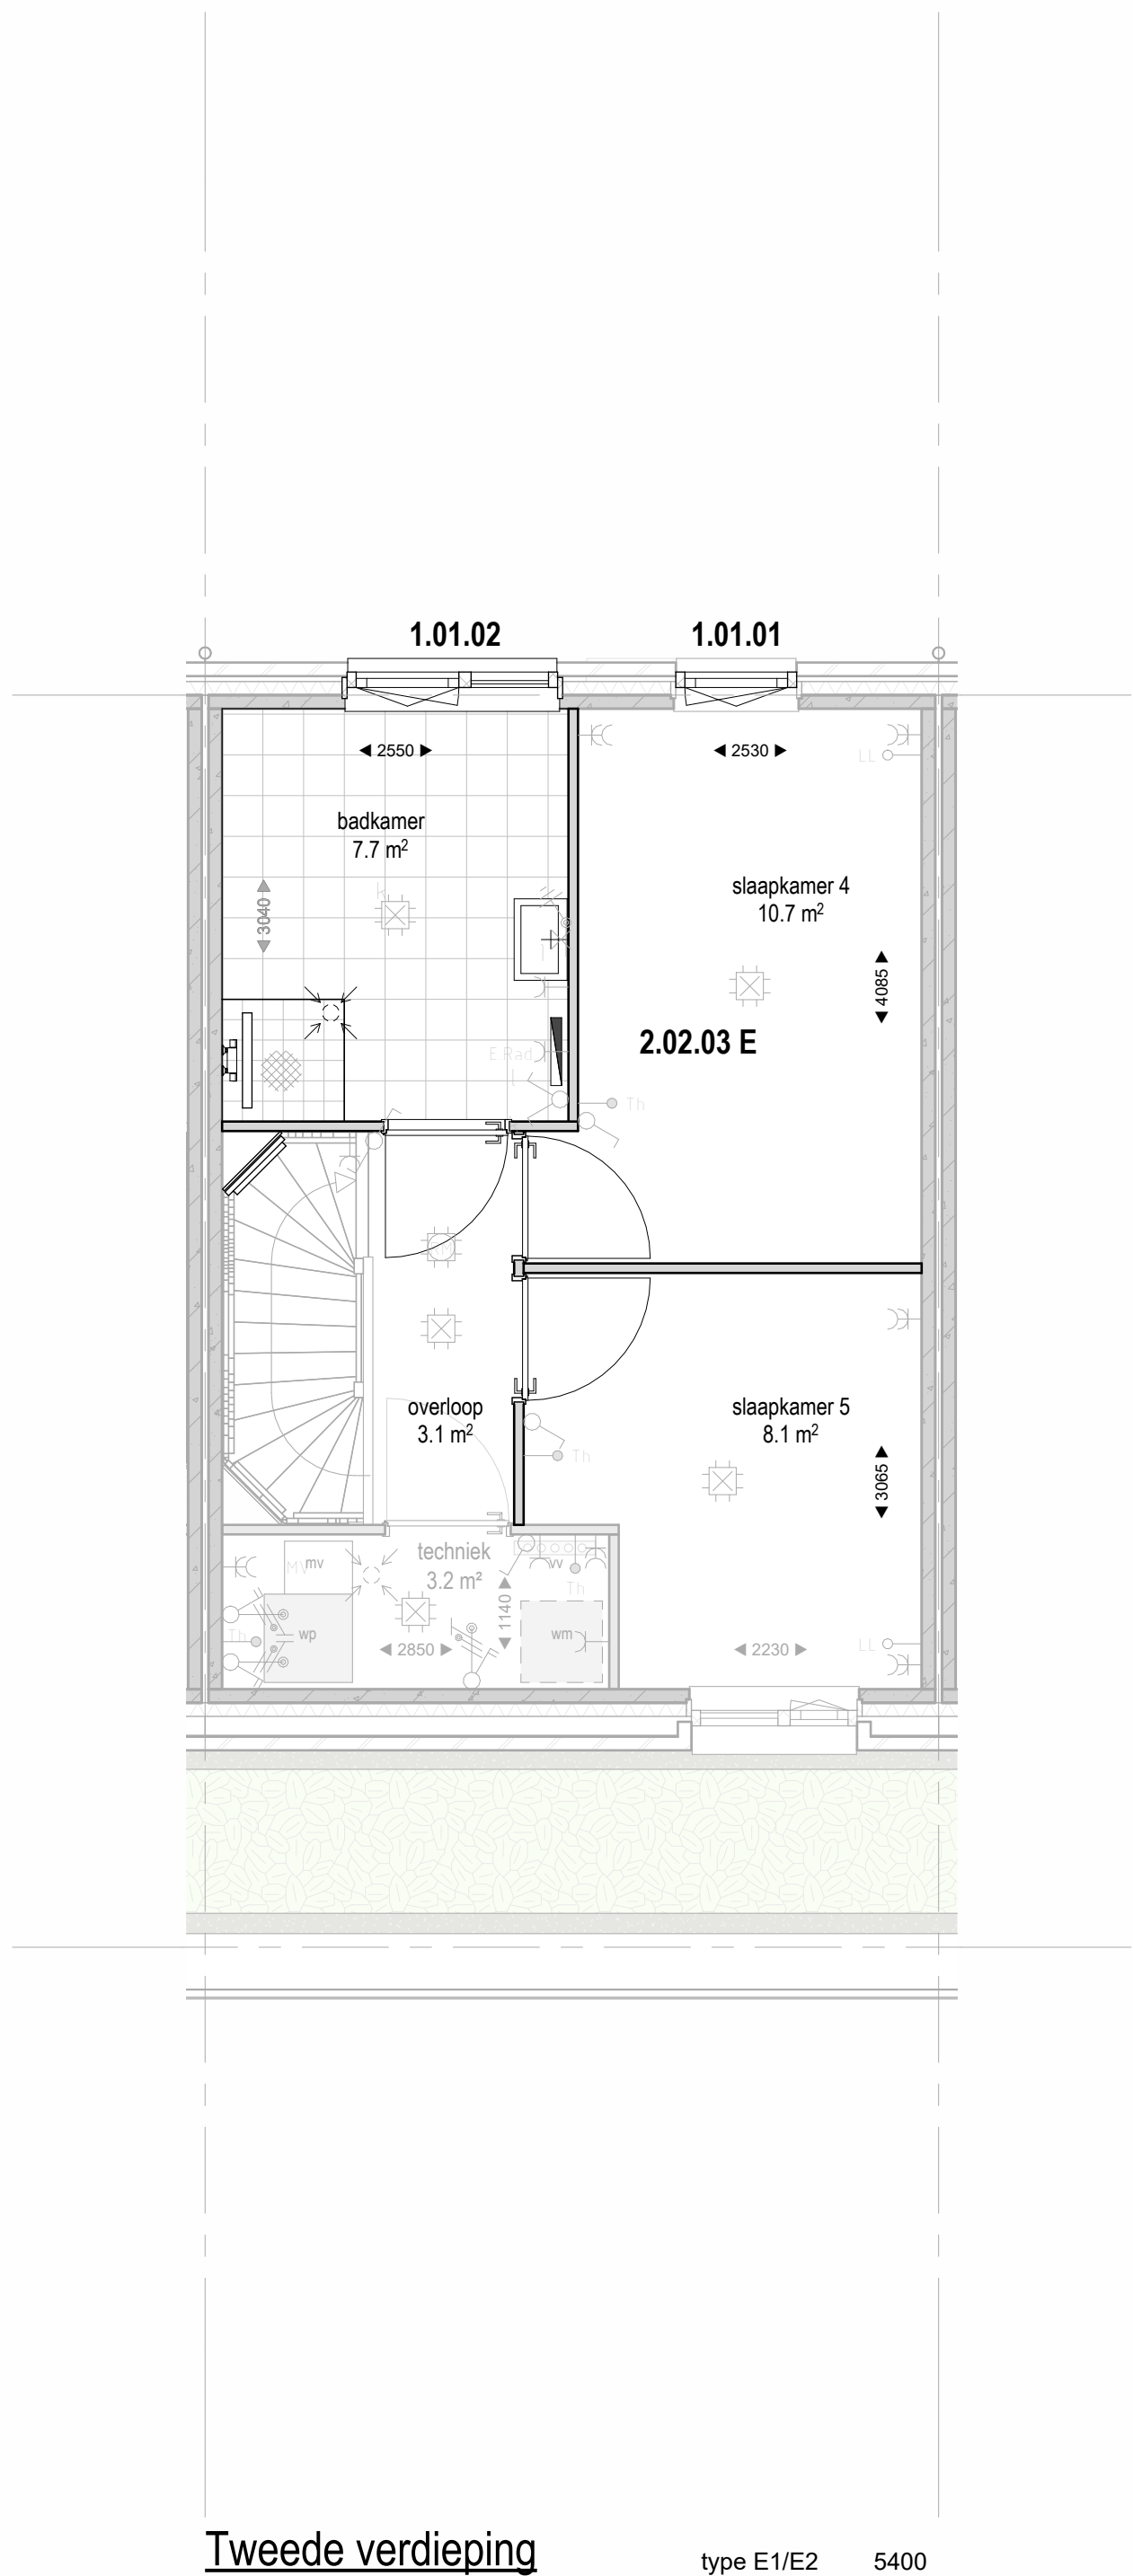 1.01.02
1.01.01
2550
2530
LL
badkamer
7.7 m²
3040
slaapkamer 4
10.7 m²
4085
2.02.03 E
E Rad
Th
overloop
3.1 m²
slaapkamer 5
8.1 m²
Th
3065
techniek
3.2 m²
MV
mv
vv
Th
1140
wp
Th
wm
2850
2230
LL
Tweede verdieping
type E1/E2
5400